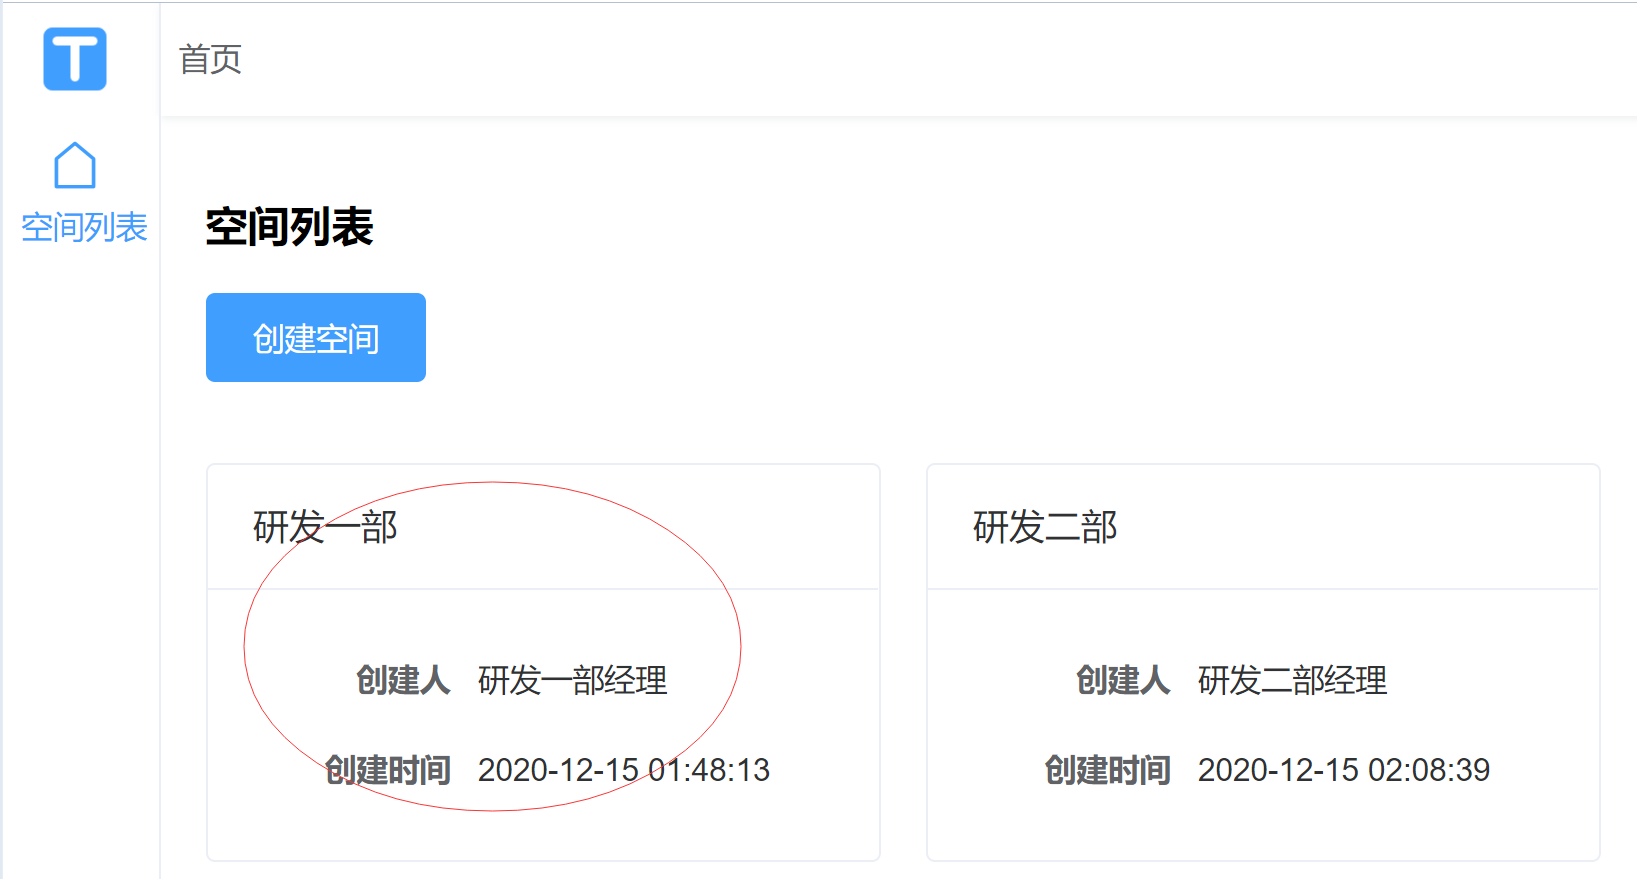 T
首页
空间列表
空间列表
创建空间
研发一部
创建人 研发一部经理
创建时间 2020-12-15 01:48:13
研发二部
创建人 研发二部经理
创建时间 2020-12-15 02:08:39